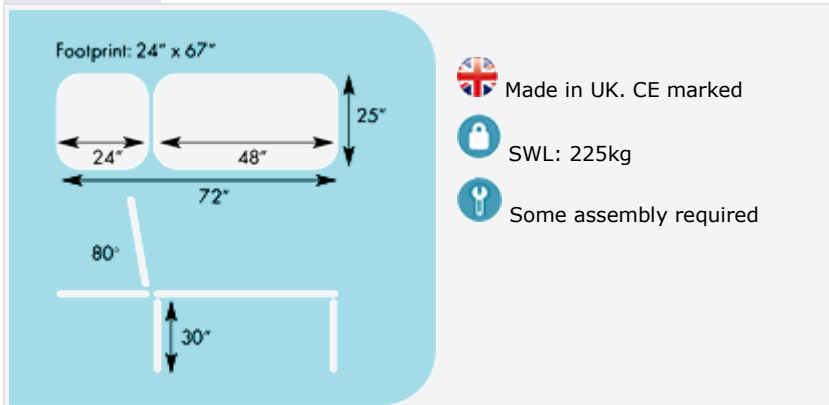 Footprint: 24" x 67"
24"
48"
25"
72"
80°
30"
Made in UK. CE marked
SWL: 225kg
Some assembly required